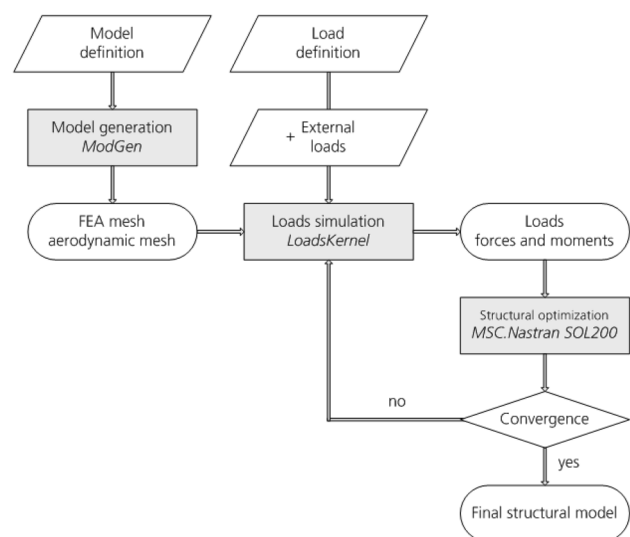 Model
definition
Load
definition
Model generation
ModGen
+ External
loads
FEA mesh
aerodynamic mesh
Loads simulation
LoadsKernel
Loads
forces and moments
Structural optimization
MSC.Nastran SOL200
no
Convergence
yes
Final structural model